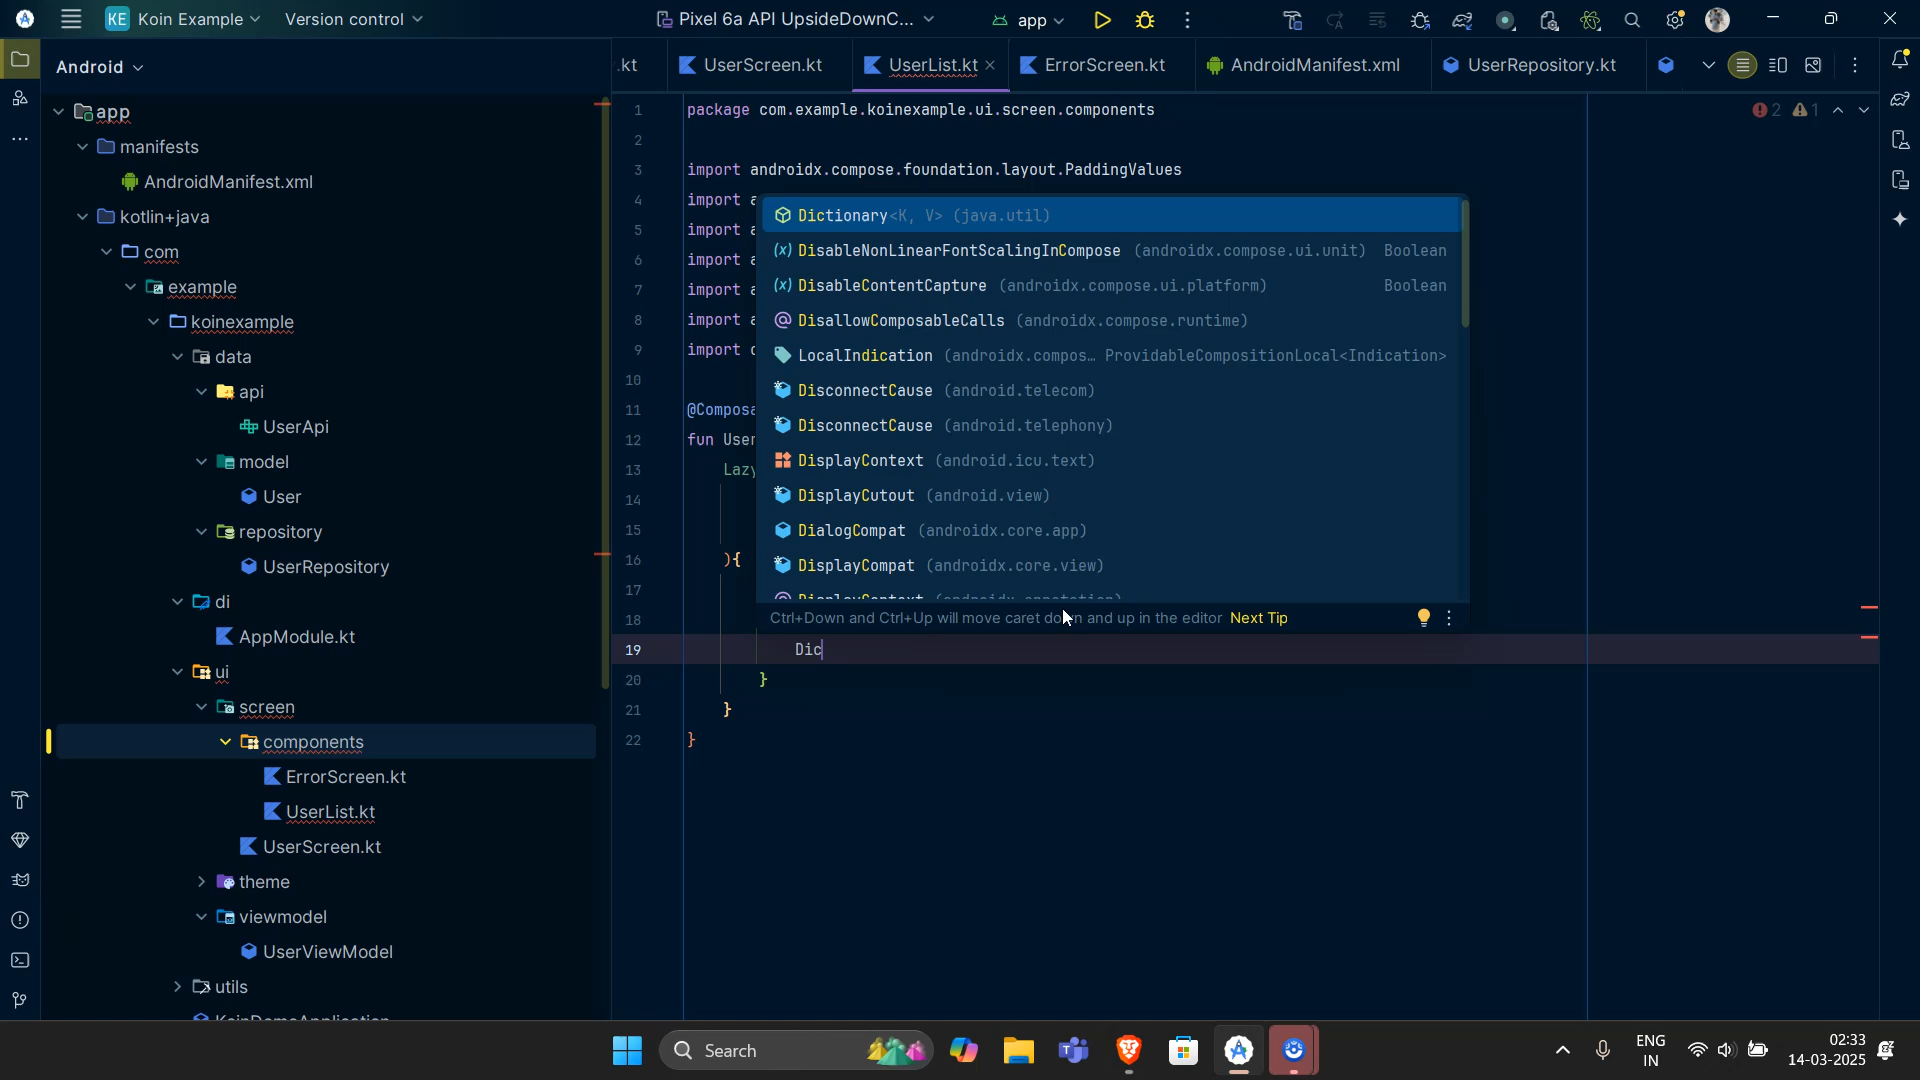 KE Koin Example Version control Pixel 6a API UpsideDownC... app
Android
app
manifests
AndroidManifest.xml
kotlin+java
com
example
koinexample
data
api
UserApi
model
User
repository
UserRepository
di
AppModule.kt
ui
screen
components
ErrorScreen.kt
UserList.kt
UserScreen.kt
theme
viewmodel
UserViewModel
utils
KoinDemoApplication
.kt UserScreen.kt UserList.kt ErrorScreen.kt AndroidManifest.xml UserRepository.kt
2 1
1 package com.example.koinexample.ui.screen.components
2
3 import androidx.compose.foundation.layout.PaddingValues
4 import a
5 import a
6 import a
7 import a
8 import a
9 import
10
11 @Composa
12 fun User
13 Lazy
14
15
16 ){
17
18
19 Dic
20 }
21 }
22 }
Dictionary<K, V> (java.util)
DisableNonLinearFontScalingInCompose (androidx.compose.ui.unit) Boolean
DisableContentCapture (androidx.compose.ui.platform) Boolean
DisallowComposableCalls (androidx.compose.runtime)
LocalIndication (androidx.compos… ProvidableCompositionLocal<Indication>
DisconnectCause (android.telecom)
DisconnectCause (android.telephony)
DisplayContext (android.icu.text)
DisplayCutout (android.view)
DialogCompat (androidx.core.app)
DisplayCompat (androidx.core.view)
Ctrl+Down and Ctrl+Up will move caret down and up in the editor Next Tip
Search
ENG
IN
02:33
14-03-2025